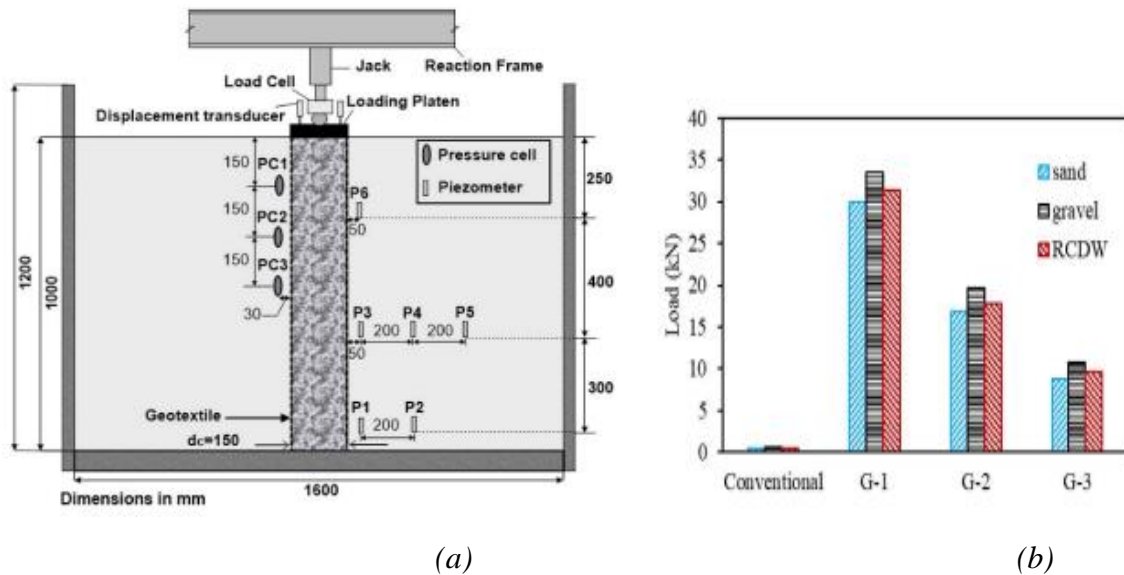 Reaction Frame
Jack
Load Cell
Loading Platen
Displacement transducer
Pressure cell
Piezometer
PC1
150
PC2
150
PC3
150
30
P6
50
250
400
300
1200
1000
P3 P4 P5
200 200
50
P1 P2
200
Geotextile
dc=150
1600
Dimensions in mm
(a)
Load (kN)
40
35
30
25
20
15
10
5
0
sand
gravel
RCDW
Conventional G-1 G-2 G-3
(b)